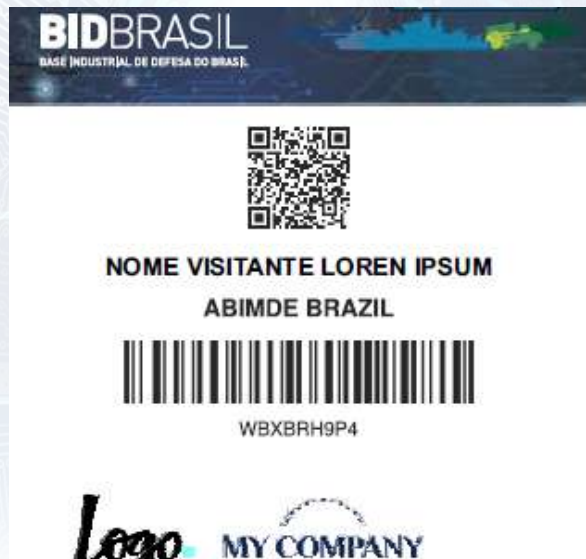 BIDBRASIL
BASE INDUSTRIAL DE DEFESA DO BRASIL
NOME VISITANTE LOREN IPSUM
ABIMDE BRAZIL
WBXBRH9P4
Logo
MY COMPANY